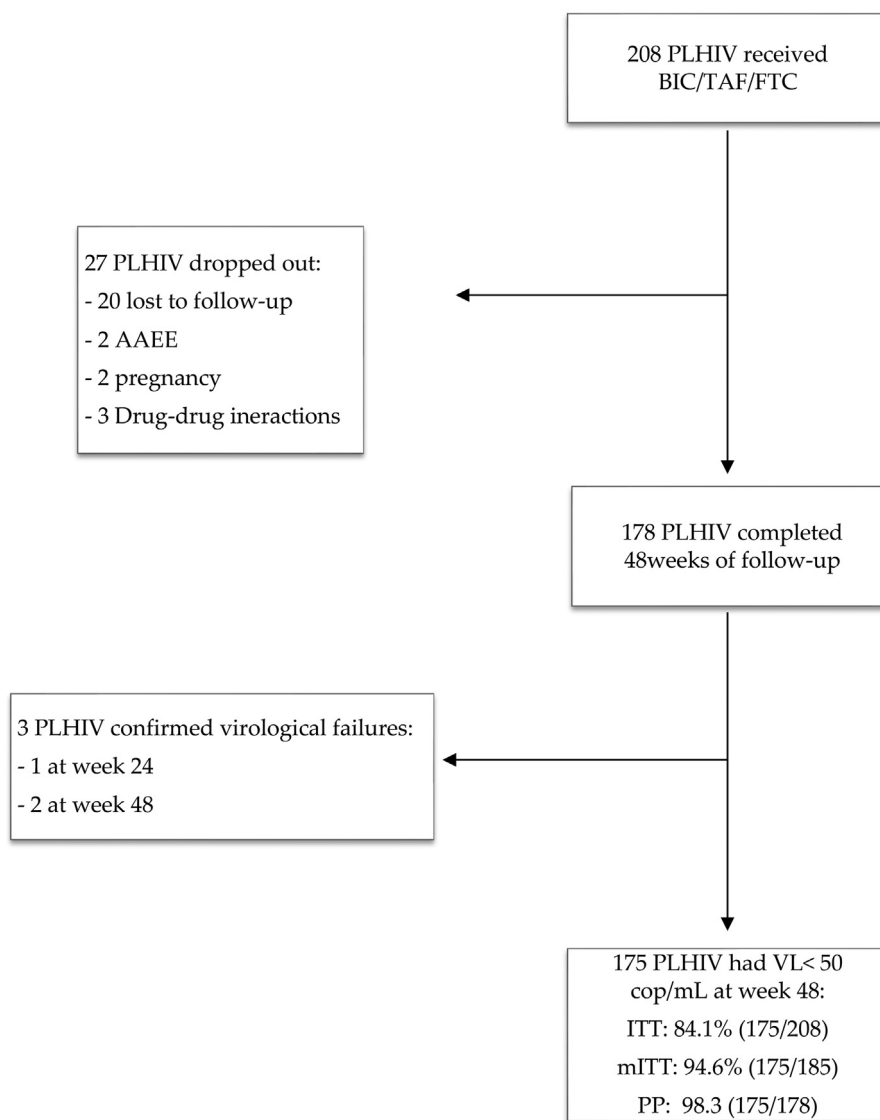 208 PLHIV received
BIC/TAF/FTC
27 PLHIV dropped out:
- 20 lost to follow-up
- 2 AAEE
- 2 pregnancy
- 3 Drug-drug ineractions
178 PLHIV completed
48weeks of follow-up
3 PLHIV confirmed virological failures:
- 1 at week 24
- 2 at week 48
175 PLHIV had VL< 50
cop/mL at week 48:
ITT: 84.1% (175/208)
mITT: 94.6% (175/185)
PP: 98.3 (175/178)